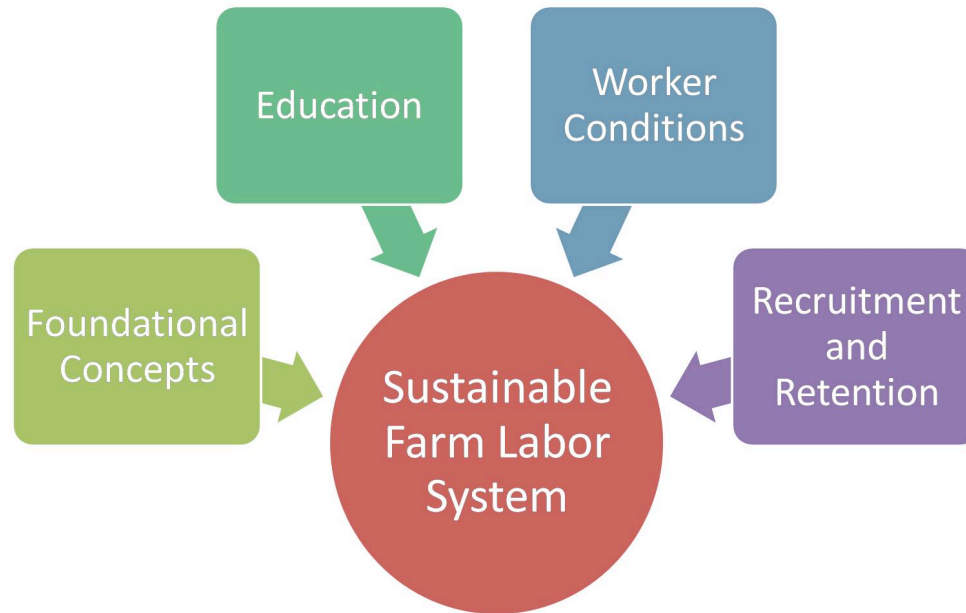 Education
Worker
Conditions
Foundational
Concepts
Recruitment
and
Retention
Sustainable
Farm Labor
System